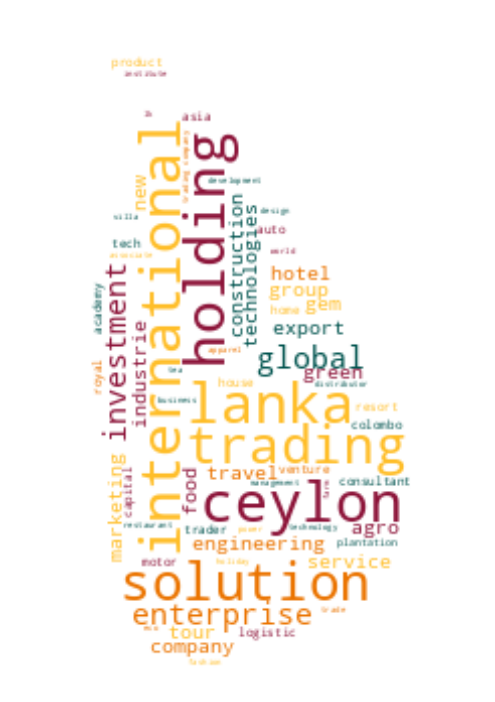 product
institute
asia
international
holding
trading company
new
development
villa
design
construction
technologies
auto
tech
associate
world
investment
academy
hotel
group
gem
home
export
industrie
royal
apparel
global
tea
green
house
distributor
business
lanka
resort
colombo
trading
marketing
capital
food
travel
venture
management
farm
consultant
ceylon
restaurant
trader
power
technology
agro
engineering
plantation
motor
holiday
service
solution
enterprise
trade
eco
tour
logistic
company
fashion